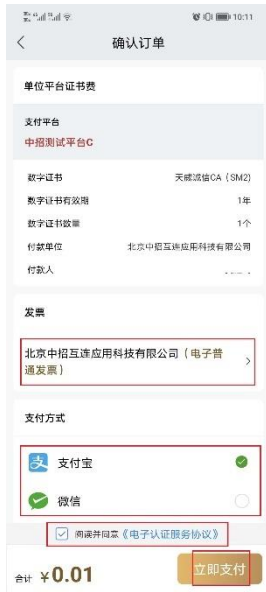 10:11
确认订单
单位平台证书费
支付平台
中招测试平台C
数字证书 天威诚信CA（SM2)
数字证书有效期 1年
数字证书数量 1个
付款单位 北京中招互连应用科技有限公司
付款人
发票
北京中招互连应用科技有限公司（电子普
通发票）
支付方式
支 支付宝
微信
阅读并同意《电子认证服务协议》
合计 ￥0.01 立即支付